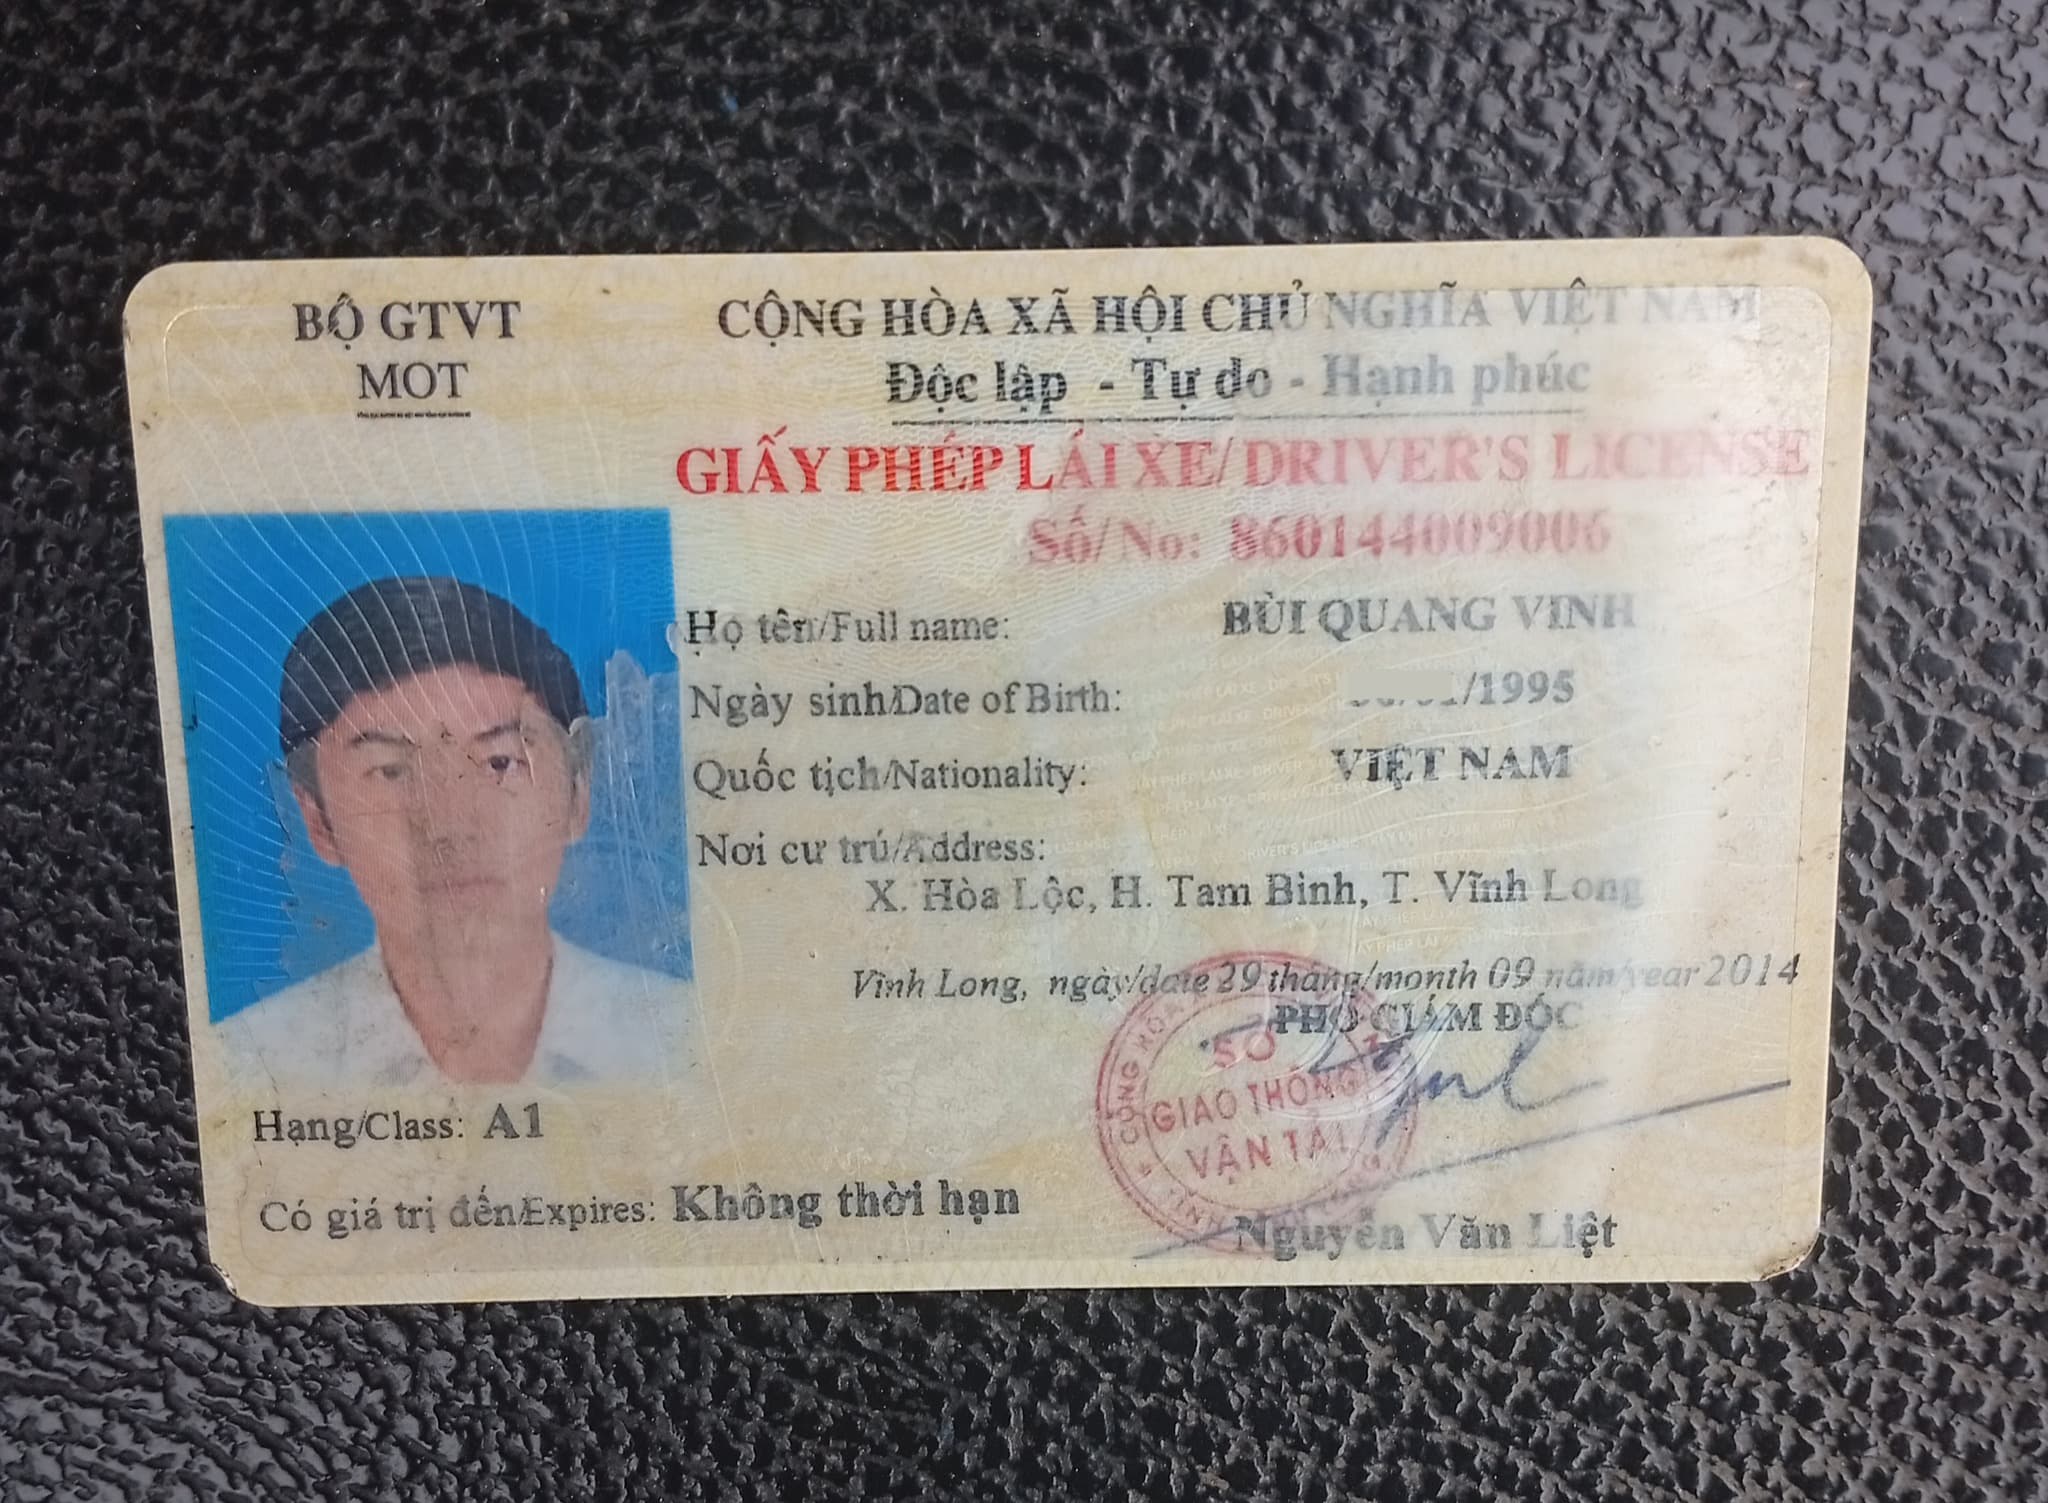 BỘ GTVT
MOT
CỘNG HÒA XÃ HỘI CHỦ NGHĨA VIỆT NAM
Độc lập - Tự do - Hạnh phúc
GIẤY PHÉP LÁI XE/ DRIVER'S LICENSE
Số/ No: 860144009006
Họ tên/Full name: BÙI QUANG VINH
Ngày sinh/Date of Birth: /1995
Quốc tịch/Nationality: VIỆT NAM
Nơi cư trú/Address:
X. Hòa Lộc, H. Tam Bình, T. Vĩnh Long
Vĩnh Long, ngày/date 29 tháng/month 09 năm/year 2014
PHÓ GIÁM ĐỐC
SỞ
GIAO THÔNG
VẬN TẢI
Hạng/Class: A1
Có giá trị đến/Expires: Không thời hạn
Nguyễn Văn Liệt